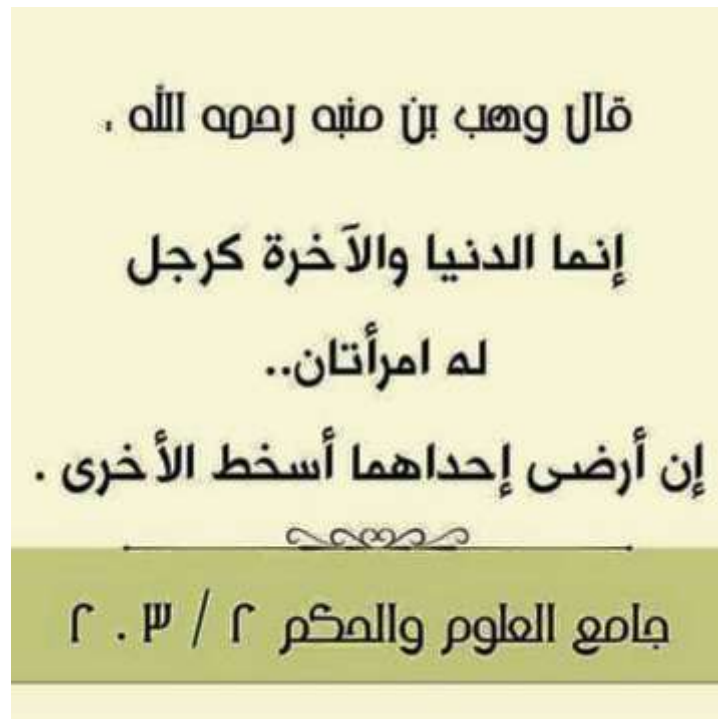 قال وهب بن منبه رحمه الله :
إنما الدنيا والآخرة كرجل
له امرأتان..
إن أرضى إحداهما أسخط الأخرى .
جامع العلوم والحكم ٢ / ٢٠٣